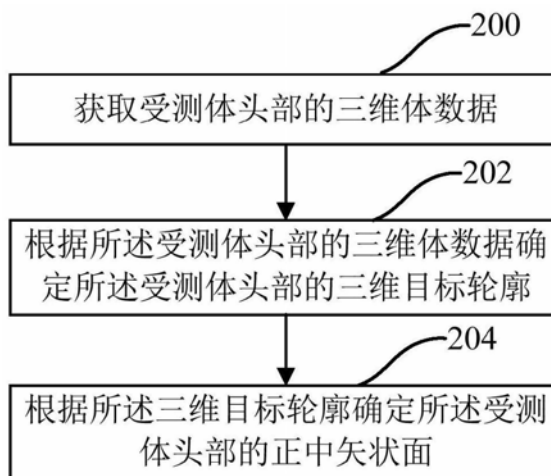 200
获取受测体头部的三维体数据
202
根据所述受测体头部的三维体数据确
定所述受测体头部的三维目标轮廓
204
根据所述三维目标轮廓确定所述受测
体头部的正中矢状面